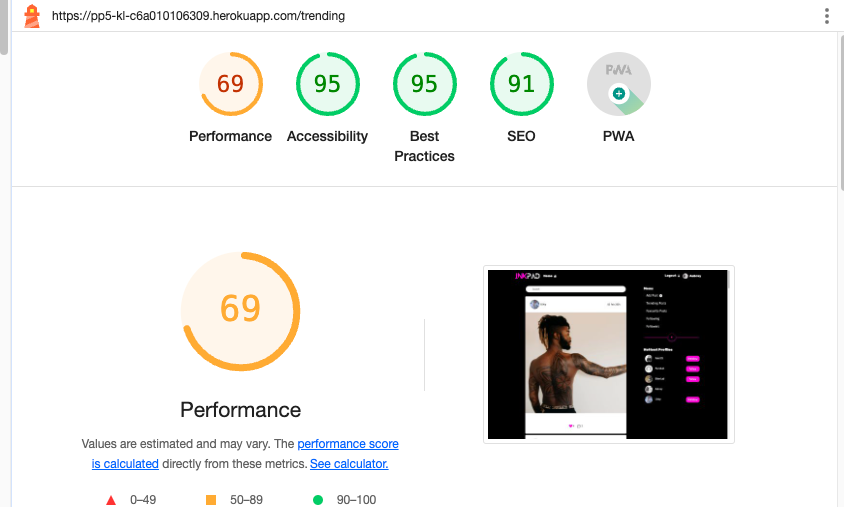 https://pp5-kl-c6a010106309.herokuapp.com/trending
69 95 95 91 PWA
Performance Accessibility Best Practices SEO PWA
69
INKPAD
Performance
Values are estimated and may vary. The performance score
is calculated directly from these metrics. See calculator.
0–49 50–89 90–100